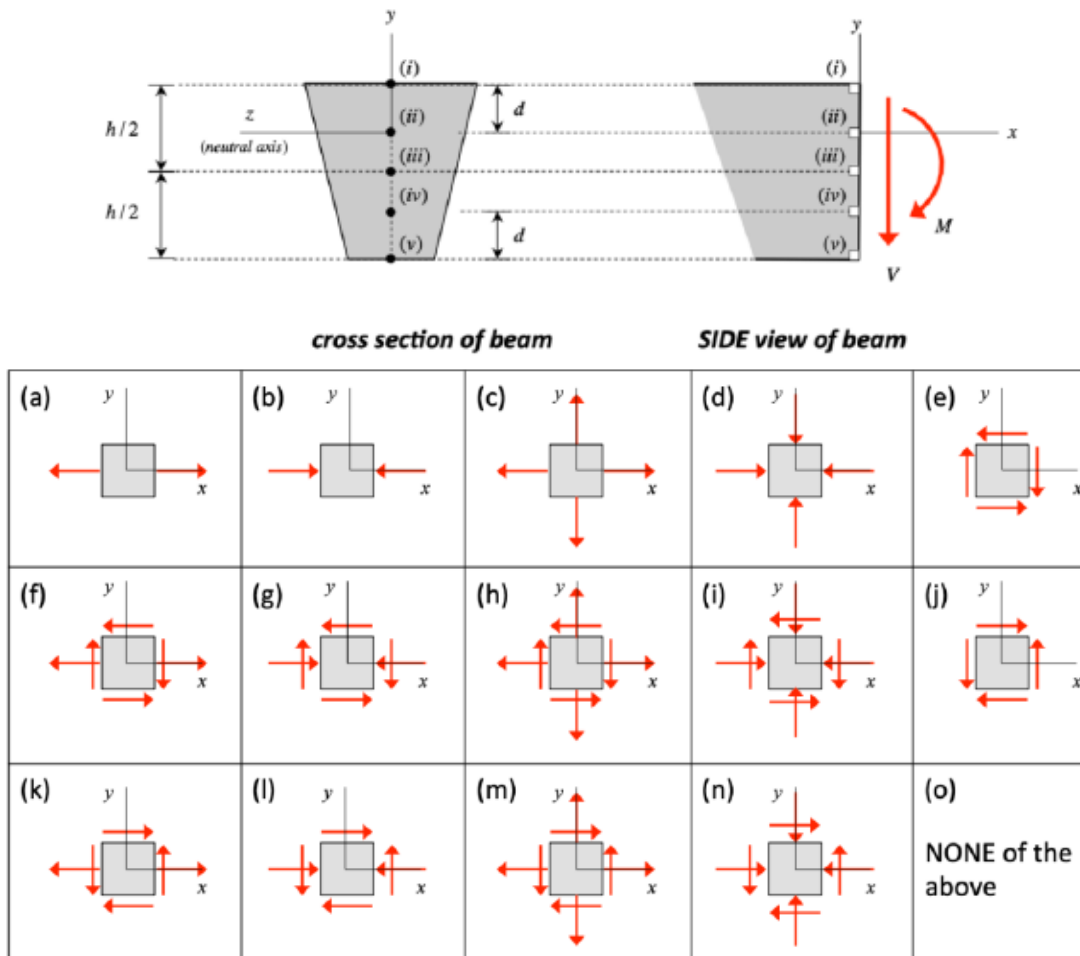 y
y
(i)
(i)
h/2
z
(ii)
d
(ii)
x
(neutral axis)
(iii)
(iii)
h/2
(iv)
(iv)
d
M
(v)
(v)
V
cross section of beam
SIDE view of beam
(a) y x
(b) y x
(c) y x
(d) y x
(e) y x
(f) y x
(g) y x
(h) y x
(i) y x
(j) y x
(k) y x
(l) y x
(m) y x
(n) y x
(o)
NONE of the
above